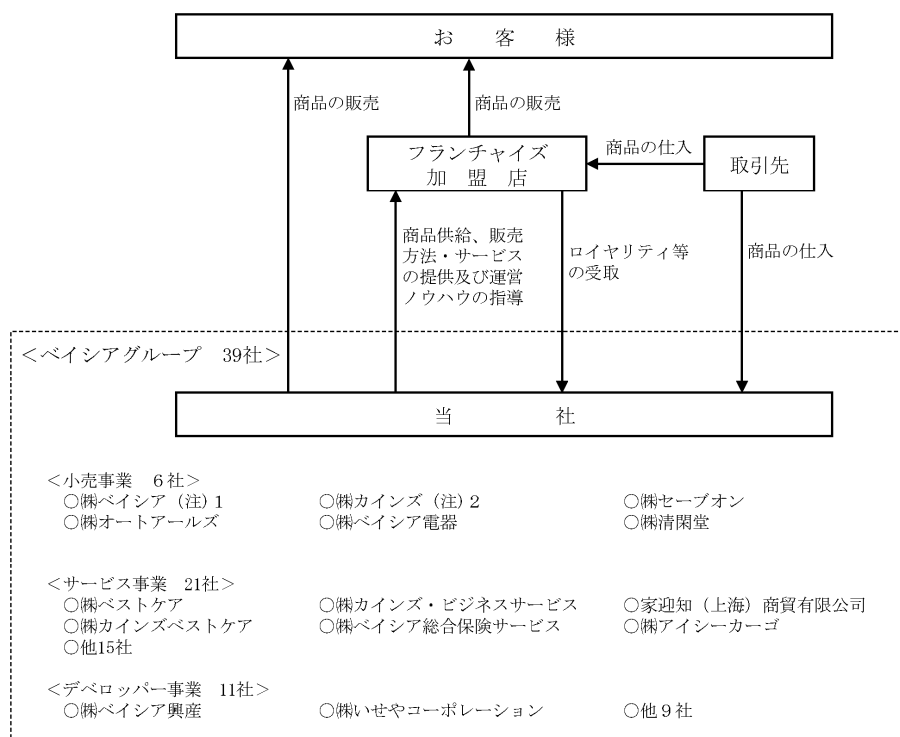 お　客　様
商品の販売
商品の販売
フランチャイズ
加　盟　店
商品の仕入
取引先
商品供給、販売
方法・サービス
の提供及び運営
ノウハウの指導
ロイヤリティ等
の受取
商品の仕入
＜ベイシアグループ　39社＞
当　社
＜小売事業　６社＞
○㈱ベイシア（注）１　○㈱カインズ（注）２　○㈱セーブオン
○㈱オートアールズ　○㈱ベイシア電器　○㈱清閑堂
＜サービス事業　21社＞
○㈱ベストケア　○㈱カインズ・ビジネスサービス　○家迎知（上海）商貿有限公司
○㈱カインズベストケア　○㈱ベイシア総合保険サービス　○㈱アイシーカーゴ
○他15社
＜デベロッパー事業　11社＞
○㈱ベイシア興産　○㈱いせやコーポレーション　○他９社